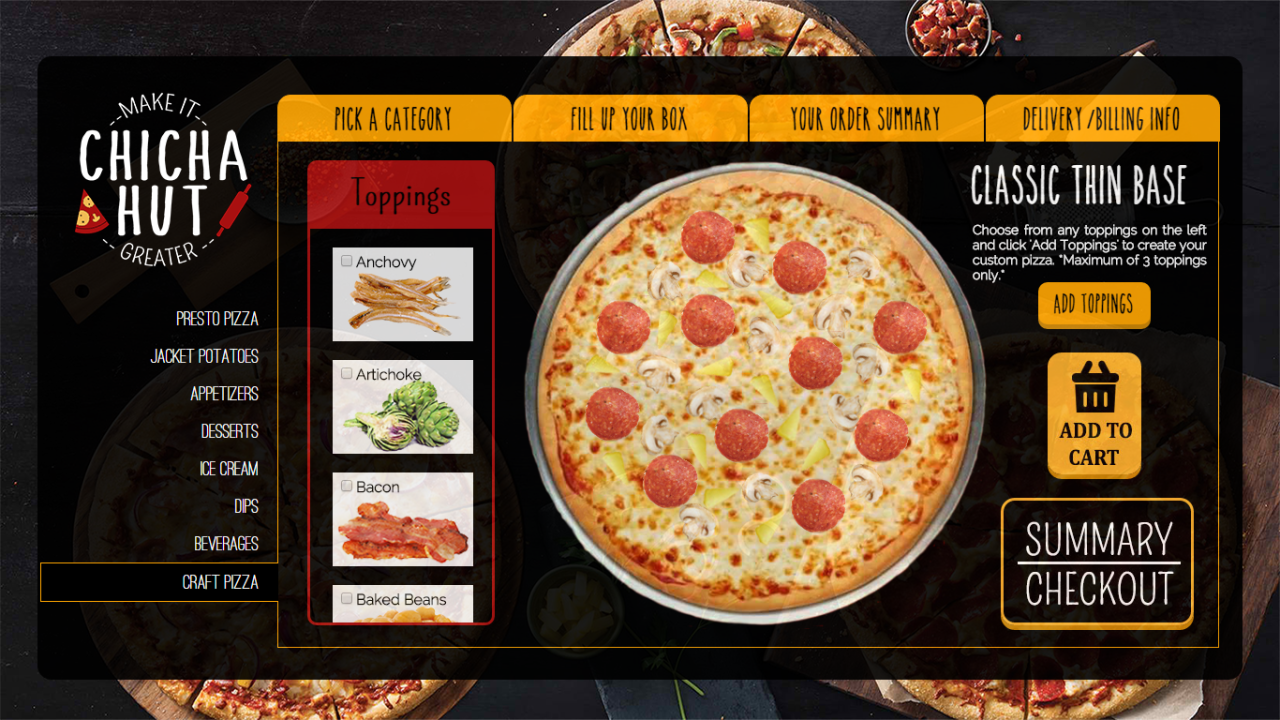 MAKE IT
CHICHA
HUT
GREATER
PICK A CATEGORY
FILL UP YOUR BOX
YOUR ORDER SUMMARY
DELIVERY /BILLING INFO
PRESTO PIZZA
JACKET POTATOES
APPETIZERS
DESSERTS
ICE CREAM
DIPS
BEVERAGES
CRAFT PIZZA
Toppings
Anchovy
Artichoke
Bacon
Baked Beans
CLASSIC THIN BASE
Choose from any toppings on the left
and click 'Add Toppings' to create your
custom pizza. "Maximum of 3 toppings
only."
ADD TOPPINGS
ADD TO
CART
SUMMARY
CHECKOUT